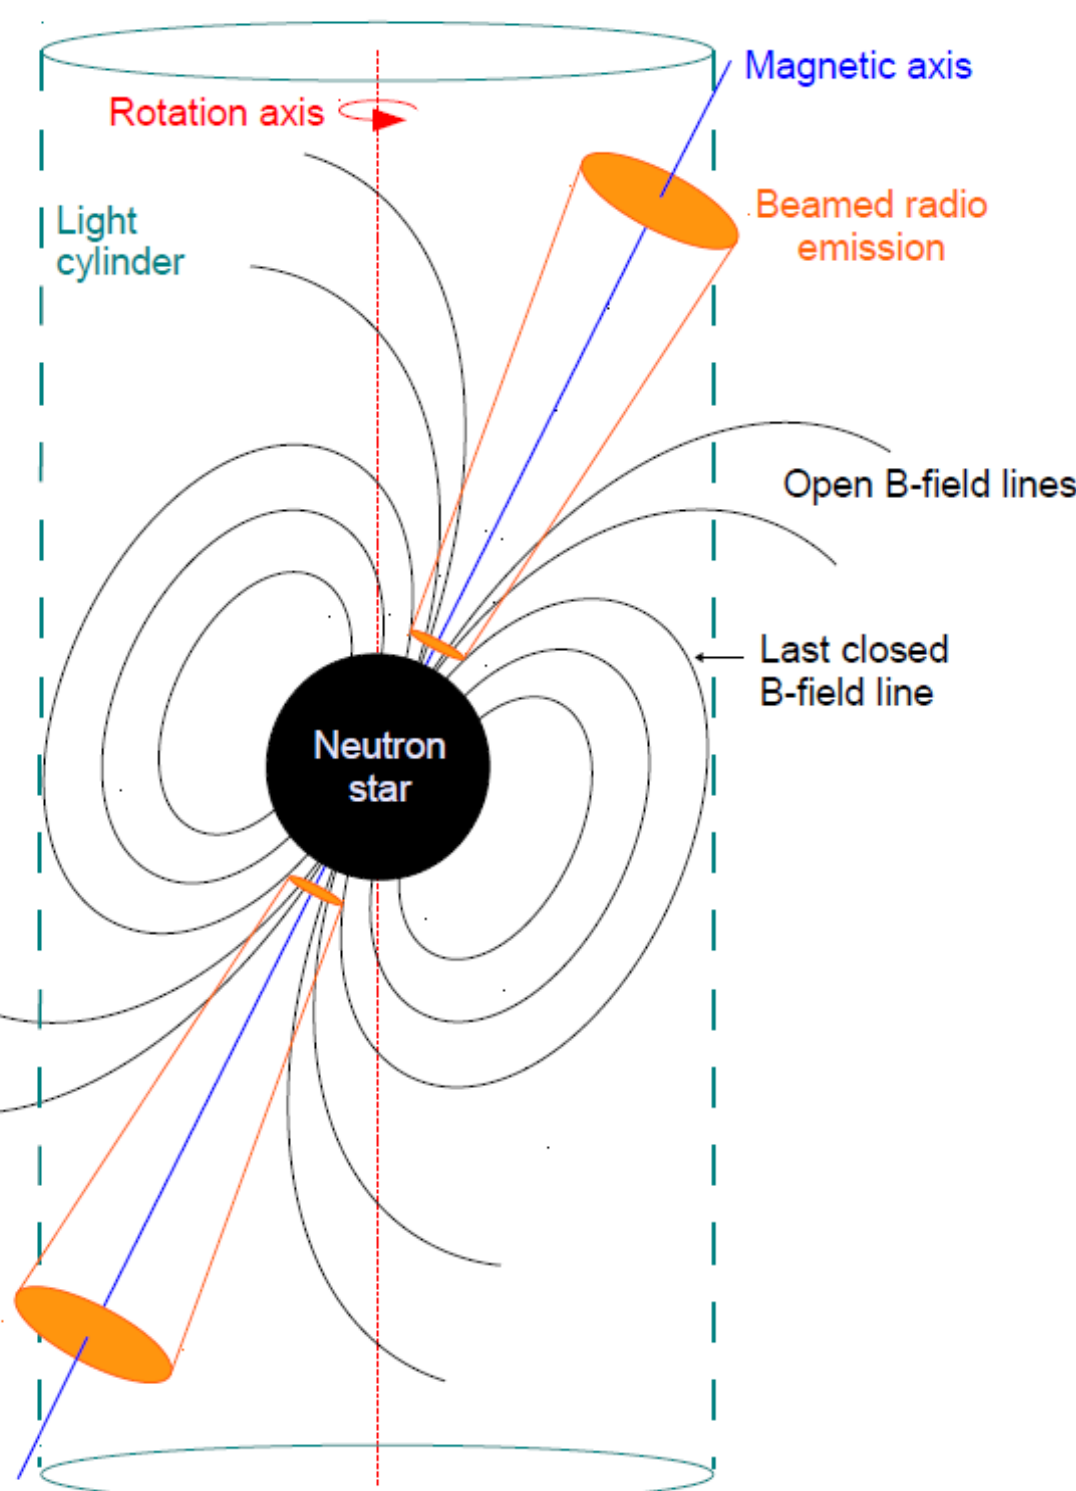 Magnetic axis
Rotation axis
Light
cylinder
Beamed radio
emission
Open B-field lines
Last closed
B-field line
Neutron
star